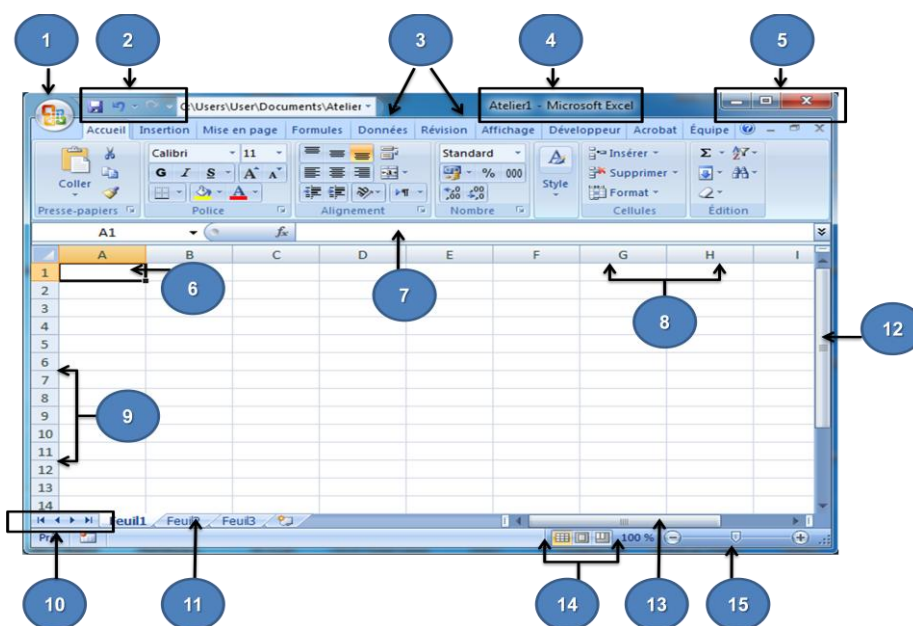 1 2 3 4 5
C:\Users\User\Documents\Atelier Atelier1 - Microsoft Excel
Accueil Insertion Mise en page Formules Données Révision Affichage Développeur Acrobat Équipe
Calibri 11 Standard Σ Insérer
Coller G I S A A % 000 A Style Supprimer
A Format
Presse-papiers Police Alignement Nombre Cellules Édition
A1 fx
A B C D E F G H I
1
2
3
4
5
6
7
8
9
10
11
12
13
14
6 7 8 12
9
Feuil1 Feuil2 Feuil3
100 %
10 11 14 13 15